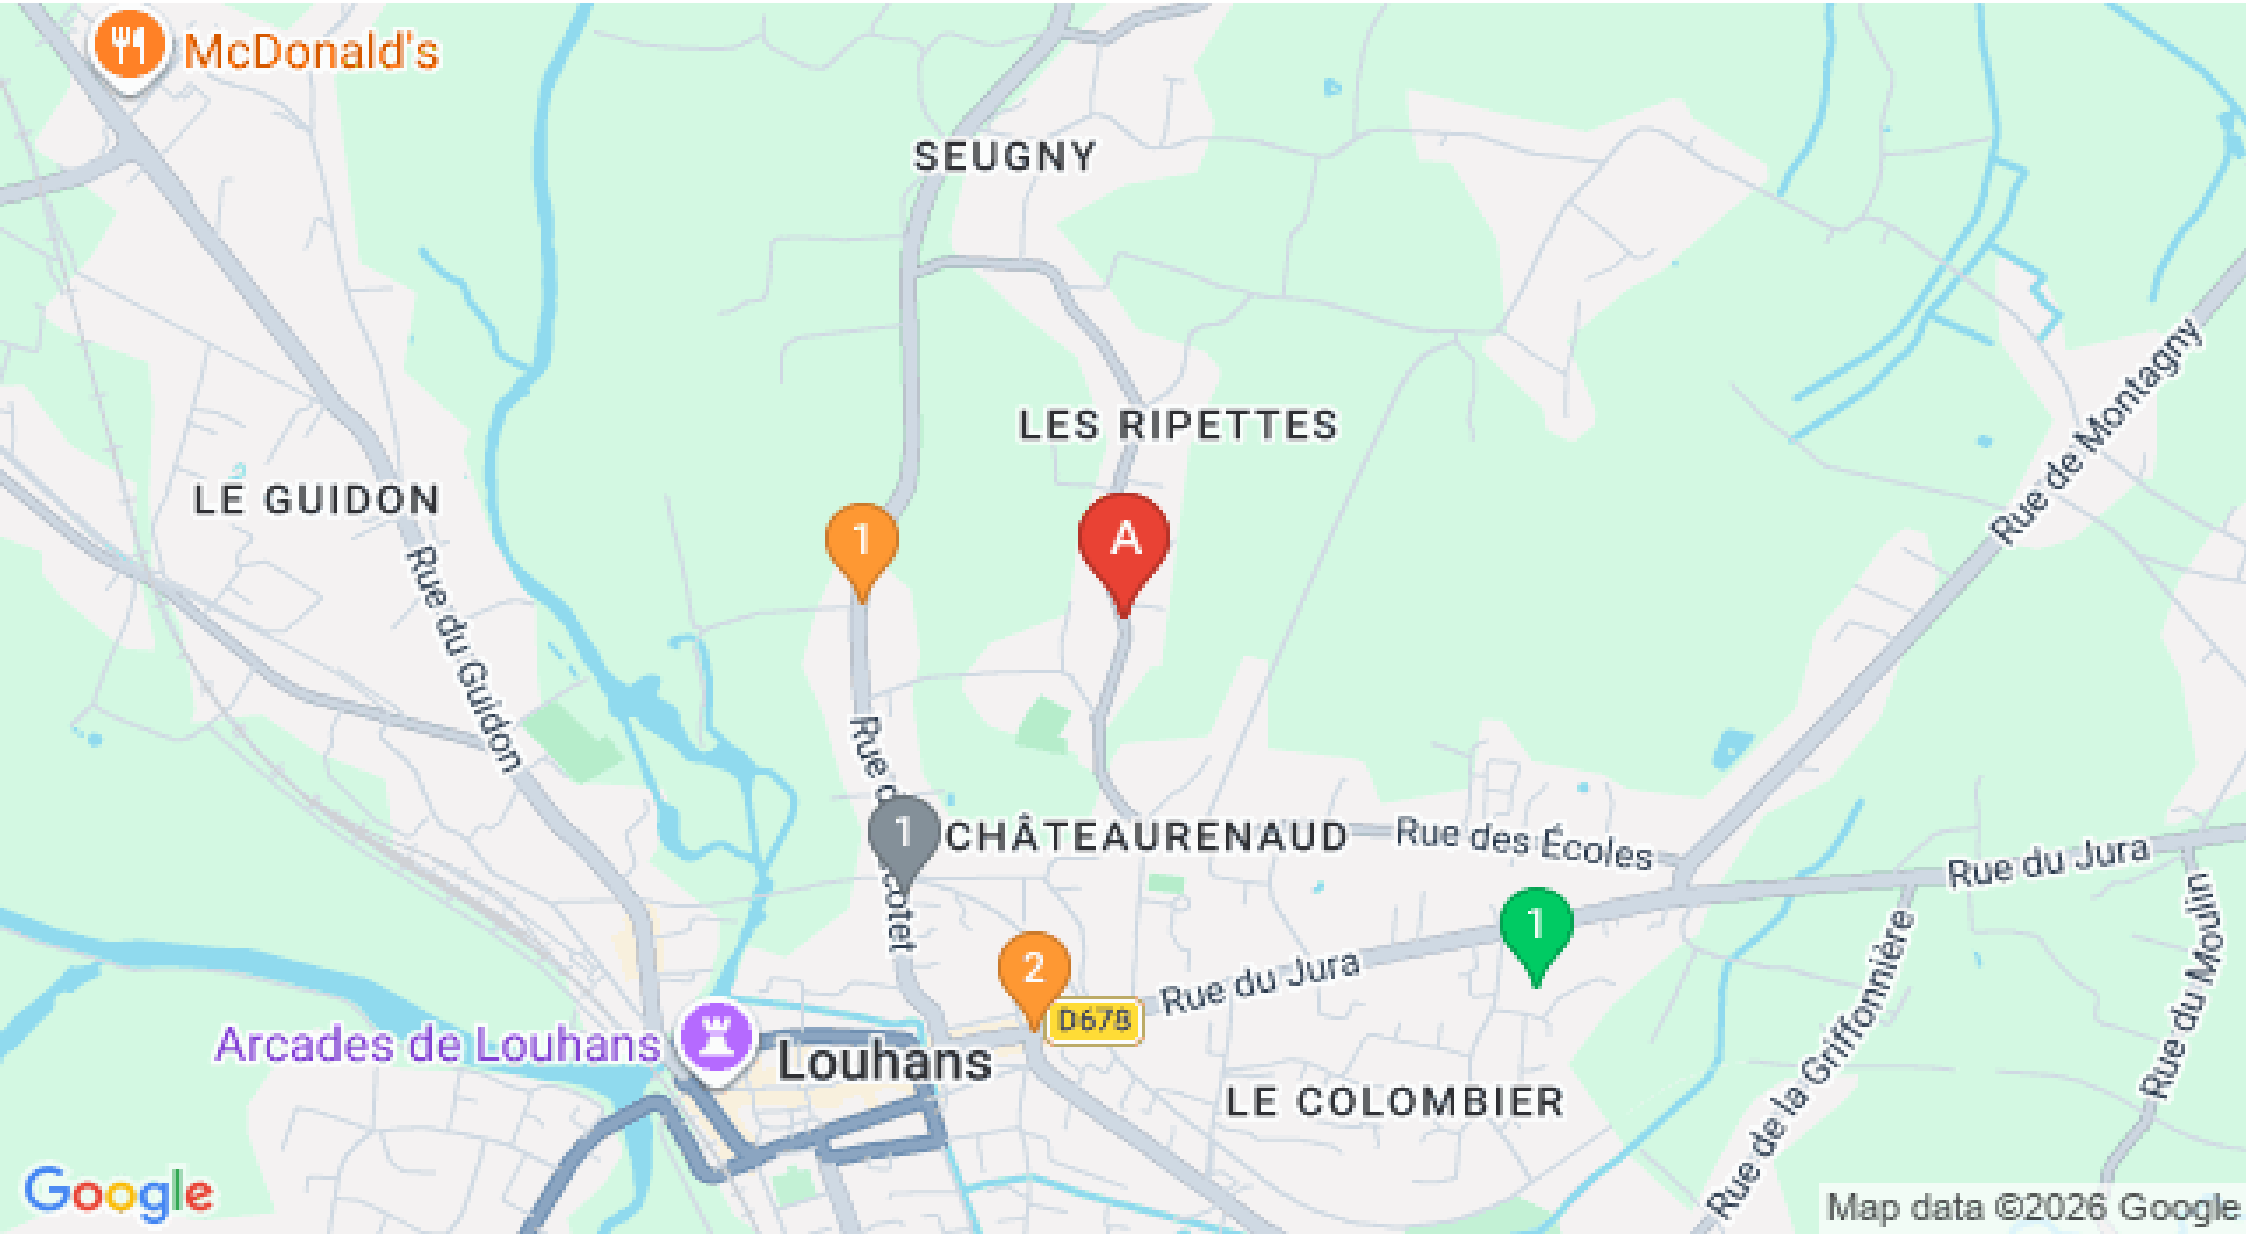 McDonald's
SEUGNY
LES RIPETTES
LE GUIDON
Rue du Guidon
Rue de Montagny
1
A
1
CHÂTEAURENAUD
Rue des Écoles
Rue du Jura
1
2
D678
Rue du Jura
Rue de la Griffonnière
Rue du Moulin
Arcades de Louhans
Louhans
LE COLOMBIER
Google
Map data ©2026 Google